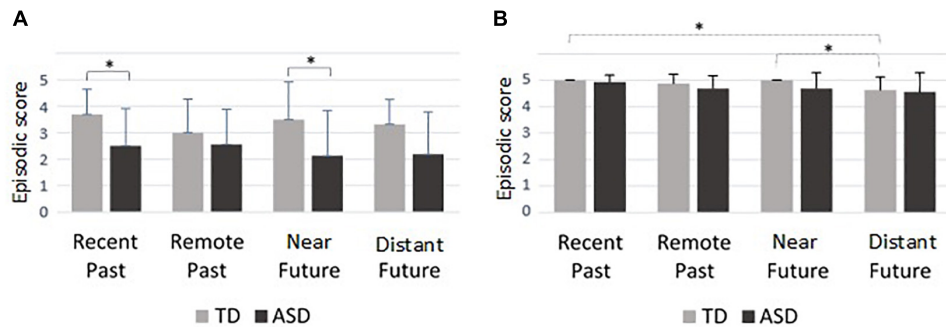 A
*
*
Episodic score
5
4
3
2
1
0
Recent Past
Remote Past
Near Future
Distant Future
TD ASD
B
*
*
Episodic score
5
4
3
2
1
0
Recent Past
Remote Past
Near Future
Distant Future
TD ASD